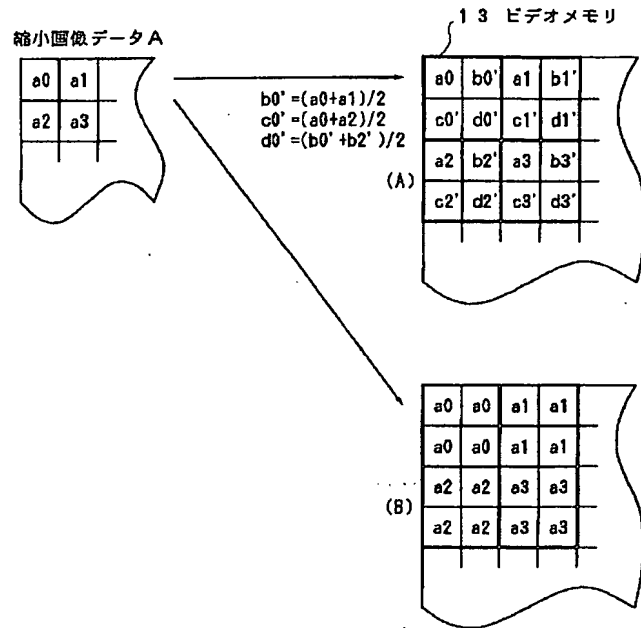 13 ビデオメモリ
縮小画像データA
a0 a1
a2 a3
b0'=(a0+a1)/2
c0'=(a0+a2)/2
d0'=(b0'+b2')/2
a0 b0' a1 b1'
c0' d0' c1' d1'
a2 b2' a3 b3'
c2' d2' c3' d3'
(A)
a0 a0 a1 a1
a0 a0 a1 a1
a2 a2 a3 a3
a2 a2 a3 a3
(B)